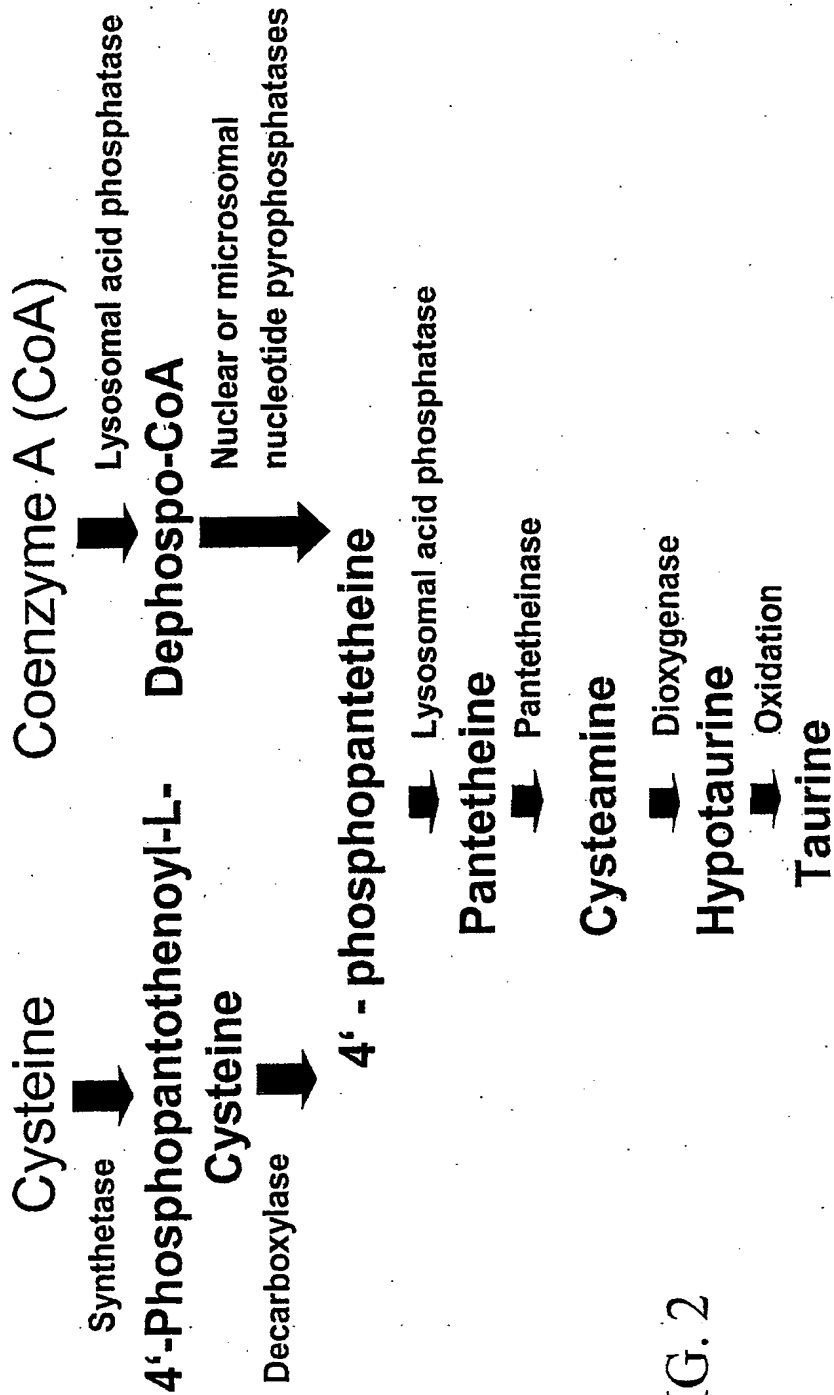 Cysteine
Synthetase
4‘-Phosphopantothenoyl-L-
Cysteine
Decarboxylase
Coenzyme A (CoA)
Lysosomal acid phosphatase
Dephospo-CoA
Nuclear or microsomal
nucleotide pyrophosphatases
4‘ - phosphopantetheine
Lysosomal acid phosphatase
Pantetheine
Pantetheinase
Cysteamine
Dioxygenase
Hypotaurine
Oxidation
Taurine
G. 2